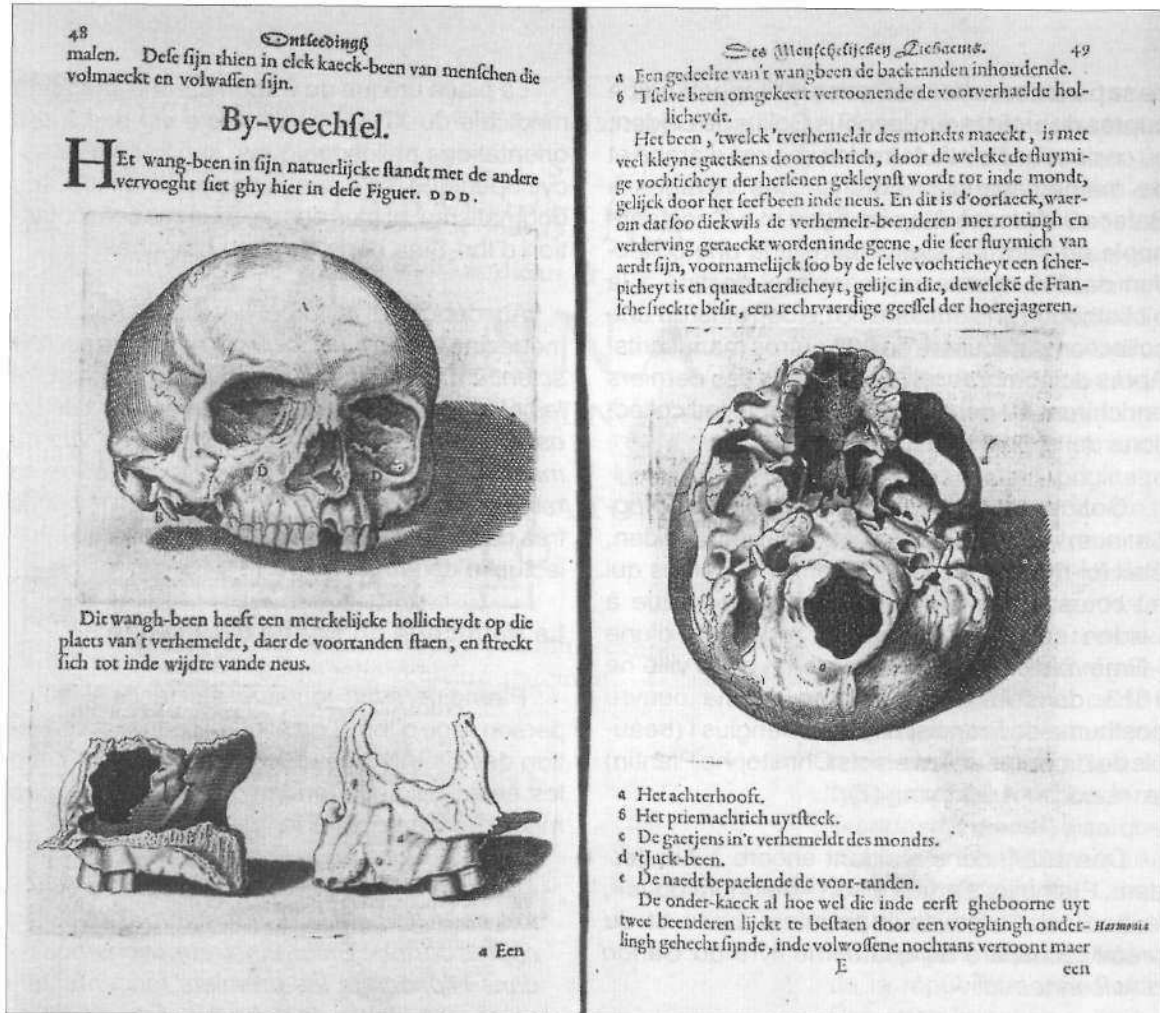 48
Ontleedingh
malen. Dese sijn thien in elck kaeck-been van menschen die
volmaeckt en volwassen sijn.
By-voechsel.
HEt wang-been in sijn natuerlijcke standt met de andere
vervoeght siet ghy hier in dese Figuer. D D D.
D
D
B
Dit wangh-been heeft een merckelijcke hollicheydt op die
plaets van't verhemeldt, daer de voortanden staen, en streckt
sich tot inde wijdte vande neus.
a Een
Des Menschelijcken Lichaems.
49
a Een gedeelte van't wangbeen de backtanden inhoudende.
b 'Tselve been omgekeert vertoonende de voorverhaelde hol-
licheydt.
Het been, 'twelck 'tverhemeldt des mondts maeckt, is met
veel kleyne gaetkens doortochtich, door de welcke de sluymi-
ge vochticheyt der hersenen gekleynst wordt tot inde mondt,
gelijck door het seefbeen inde neus. En dit is d'oorsaeck, waer-
om dat soo dickwils de verhemelt-beenderen met rottingh en
verderving geraeckt worden inde geene, die seer sluymich van
aerdt sijn, voornamelijck soo by de selve vochticheyt een scher-
picheyt is en quaedtaerdicheyt, gelijc in die, dewelckē de Fran-
sche sieckte besit, een rechtvaerdige geessel der hoerejageren.
a Het achterhooft.
b Het priemachtich uytsteck.
c De gaetjens in't verhemeldt des mondts.
d tJuck-been.
e De naedt bepaelende de voor-tanden.
De onder-kaeck al hoe wel die inde eerst gheboorne uyt
twee beenderen lijckt te bestaen door een voeghingh onder- Harmonia
lingh gehecht sijnde, inde volwossene nochtans vertoont maer
E
een